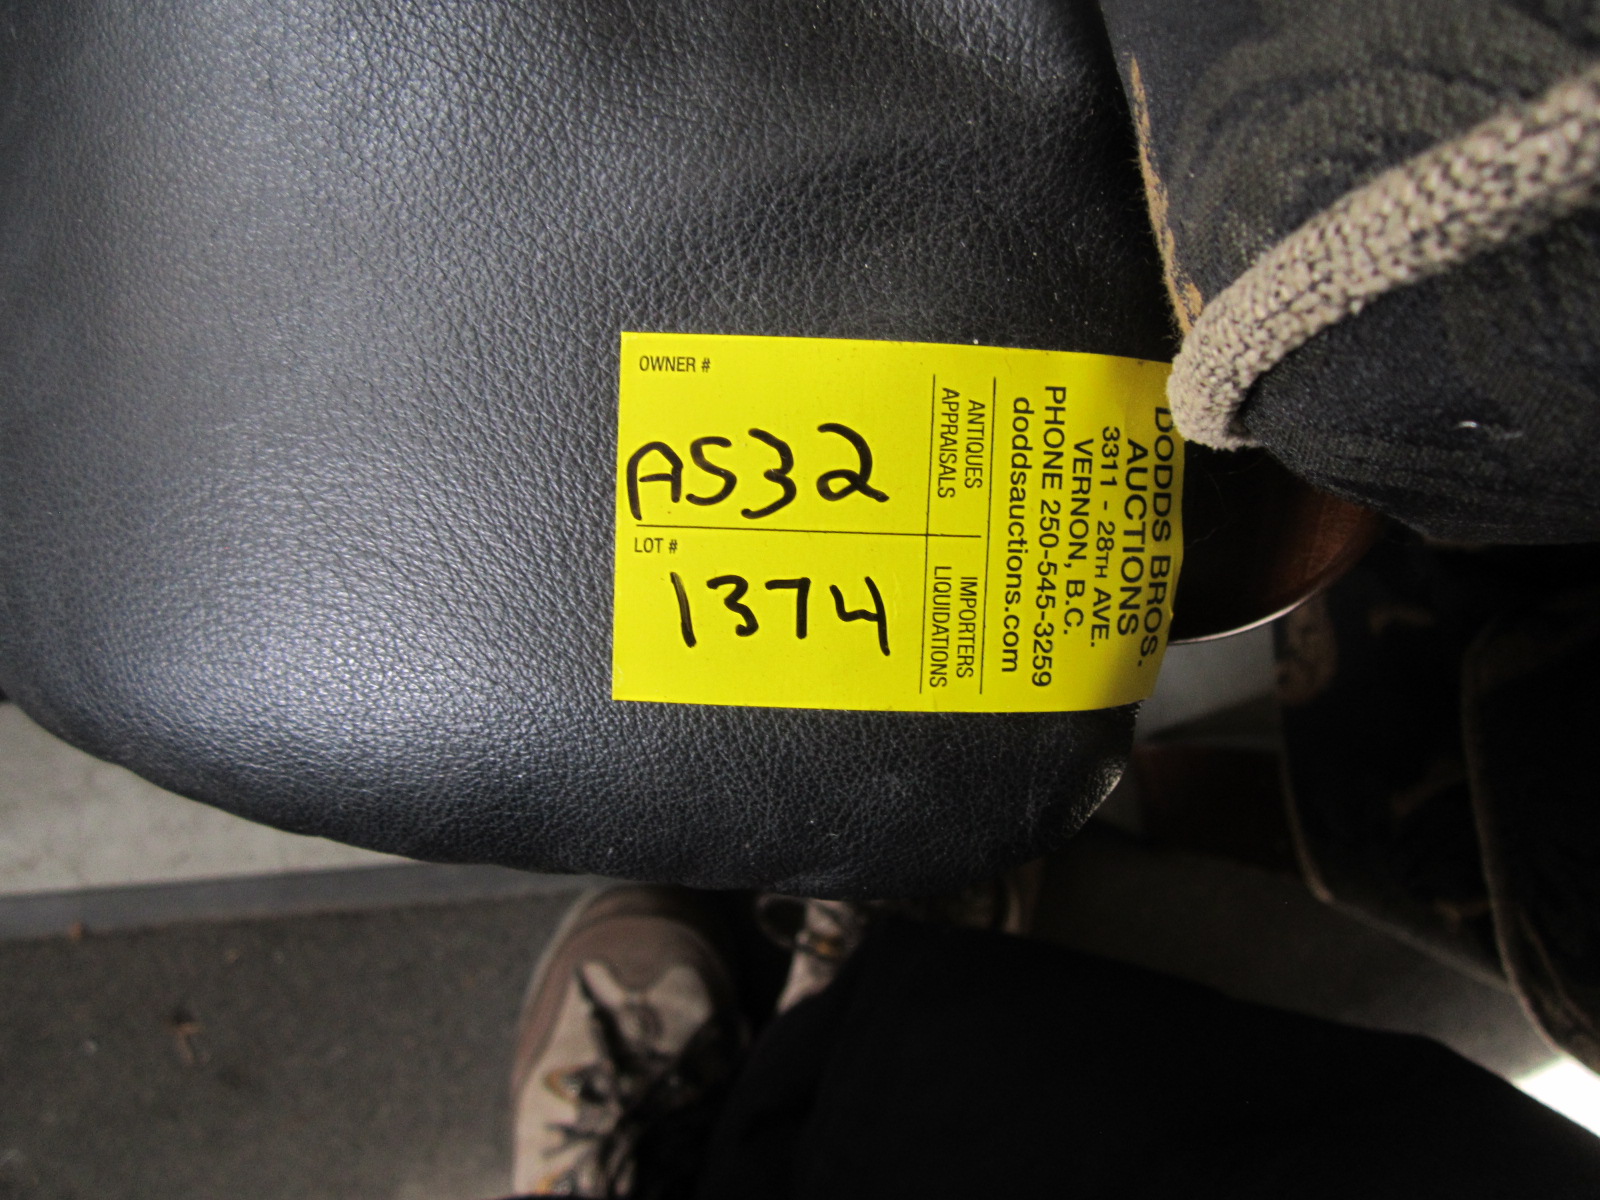 OWNER #
A532
LOT #
1374
DODDS BROS.
AUCTIONS
3311 - 28TH AVE.
VERNON, B.C.
PHONE 250-545-3259
doddsauctions.com
ANTIQUES
APPRAISALS
IMPORTERS
LIQUIDATIONS